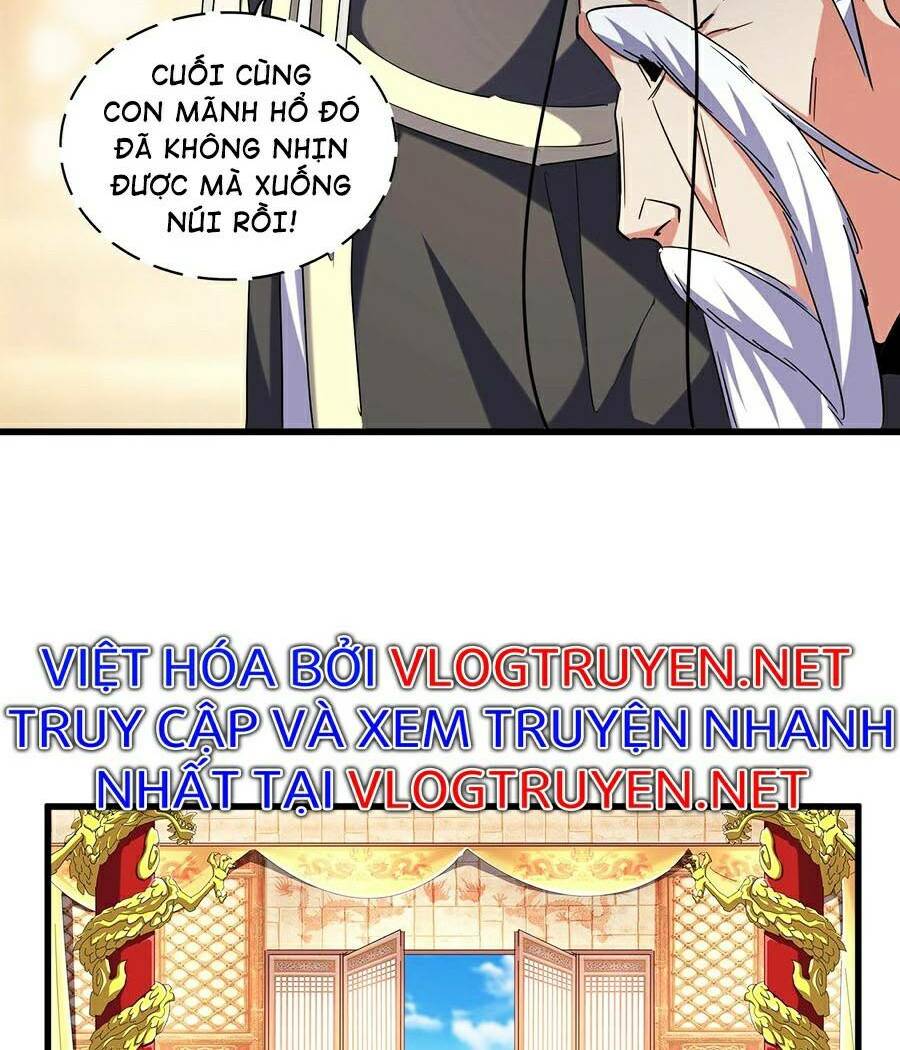 CUỐI CÙNG
CON MÃNH HỔ ĐÓ
ĐÃ KHÔNG NHỊN
ĐƯỢC MÀ XUỐNG
NÚI RỒI!
VIỆT HÓA BỞI VLOGTRUYEN.NET
TRUY CẬP VÀ XEM TRUYỆN NHANH
NHẤT TẠI VLOGTRUYEN.NET